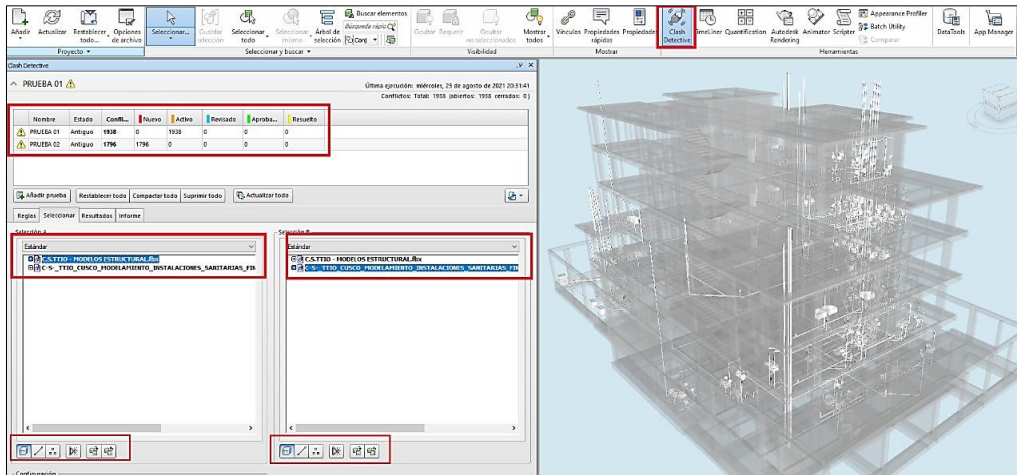 Añadir Actualizar Restablecer todo... Opciones de archivo Seleccionar... Guardar selección Seleccionar todo Seleccionar mismo Árbol de selección Buscar elementos Búsqueda rápida Conj Ocultar Requerir Ocultar no seleccionados Mostrar todos Vínculos Propiedades rápidas Propiedades Clash Detective TimeLiner Quantification Autodesk Rendering Animator Scripter Appearance Profiler Batch Utility Comparar DataTools App Manager
Proyecto Seleccionar y buscar Visibilidad Mostrar Herramientas
Clash Detective
PRUEBA 01 Última ejecución: miércoles, 25 de agosto de 2021 20:31:41
Conflictos: Total: 1938 (abiertos: 1938 cerrados: 0)
Nombre Estado Confli... Nuevo Activo Revisado Aproba... Resuelto
PRUEBA 01 Antiguo 1938 0 1938 0 0 0
PRUEBA 02 Antiguo 1796 1796 0 0 0 0
Añadir prueba Restablecer todo Compactar todo Suprimir todo Actualizar todo
Reglas Seleccionar Resultados Informe
Selección A Selección B
Estándar Estándar
C.S.TTIO - MODELOS ESTRUCTURAL.fbx C.S.TTIO - MODELOS ESTRUCTURAL.fbx
C-S-_TTIO_CUSCO_MODELAMIENTO_INSTALACIONES_SANITARIAS_FIN C-S-_TTIO_CUSCO_MODELAMIENTO_INSTALACIONES_SANITARIAS_FIN
Configuración